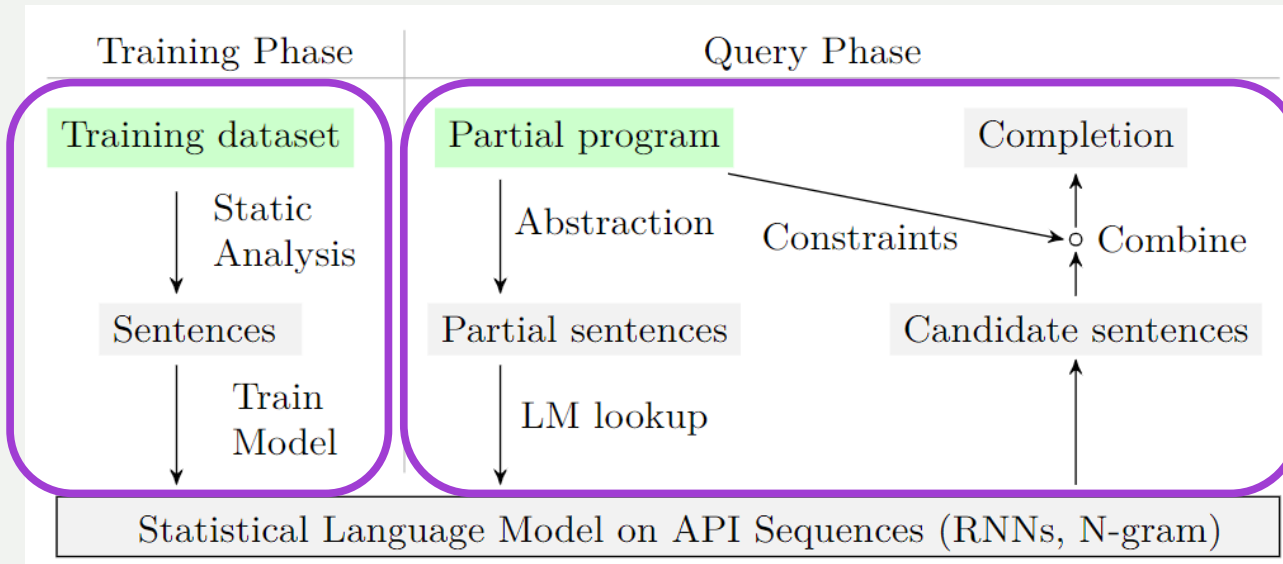 Training Phase
Query Phase
Training dataset
Partial program
Completion
Static
Analysis
Abstraction
Constraints
Combine
Sentences
Partial sentences
Candidate sentences
Train
Model
LM lookup
Statistical Language Model on API Sequences (RNNs, N-gram)